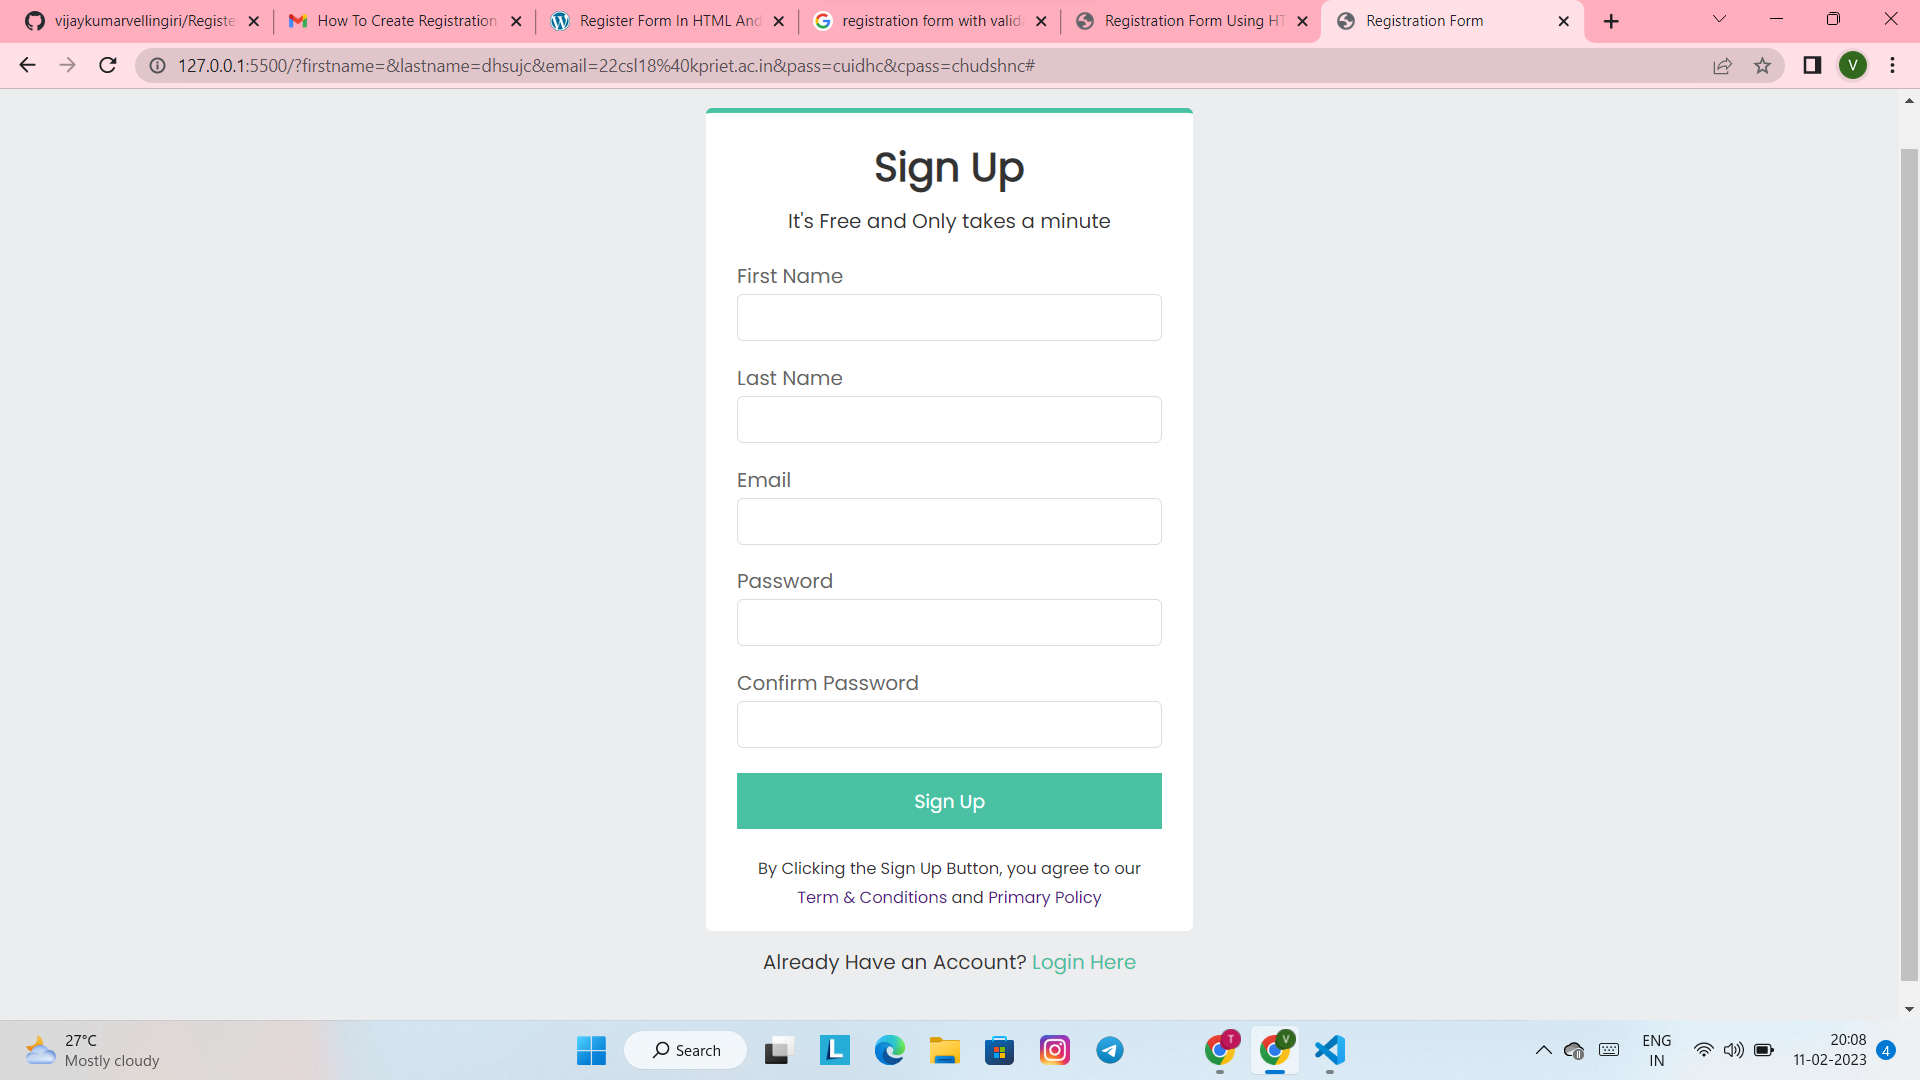 vijaykumarvellingiri/Registe
How To Create Registration
Register Form In HTML And
registration form with valida
Registration Form Using HT
Registration Form
127.0.0.1:5500/?firstname=&lastname=dhsujc&email=22csl18%40kpriet.ac.in&pass=cuidhc&cpass=chudshnc#
V
Sign Up
It's Free and Only takes a minute
First Name
Last Name
Email
Password
Confirm Password
Sign Up
By Clicking the Sign Up Button, you agree to our
Term & Conditions and Primary Policy
Already Have an Account? Login Here
27°C
Mostly cloudy
Search
L
T
V
ENG
IN
20:08
11-02-2023
4